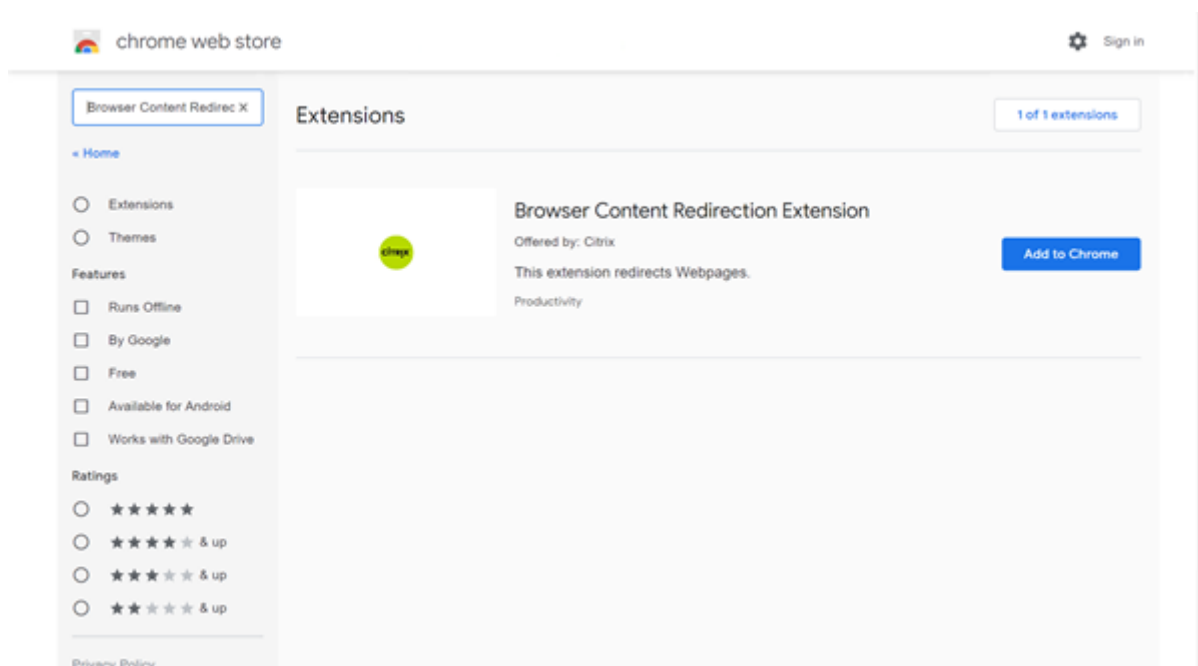 chrome web store
Sign in
Browser Content Redirec
« Home
Extensions
Themes
Features
Runs Offline
By Google
Free
Available for Android
Works with Google Drive
Ratings
& up
& up
& up
Privacy Policy
Extensions
1 of 1 extensions
citrix
Browser Content Redirection Extension
Offered by: Citrix
This extension redirects Webpages.
Productivity
Add to Chrome